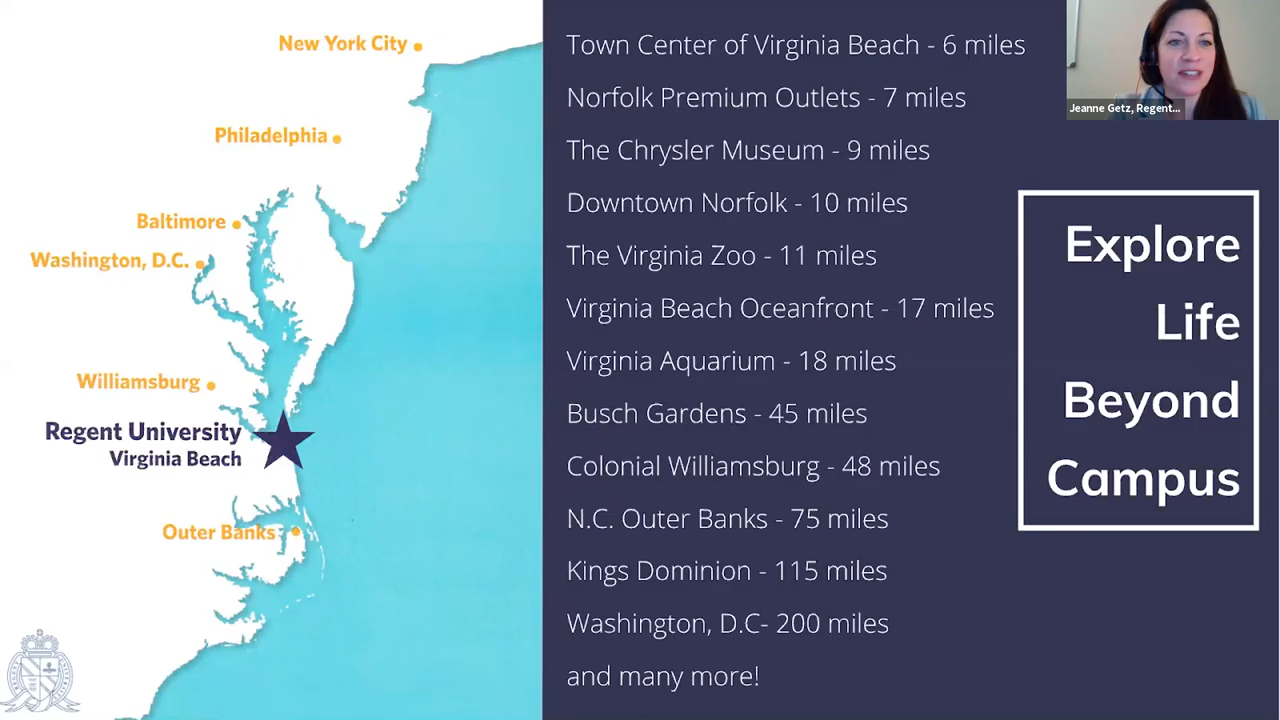 New York City
Philadelphia
Baltimore
Washington, D.C.
Williamsburg
Regent University
Virginia Beach
Outer Banks
Town Center of Virginia Beach - 6 miles
Norfolk Premium Outlets - 7 miles
The Chrysler Museum - 9 miles
Downtown Norfolk - 10 miles
The Virginia Zoo - 11 miles
Virginia Beach Oceanfront - 17 miles
Virginia Aquarium - 18 miles
Busch Gardens - 45 miles
Colonial Williamsburg - 48 miles
N.C. Outer Banks - 75 miles
Kings Dominion - 115 miles
Washington, D.C- 200 miles
and many more!
Jeanne Getz, Regent...
Explore
Life
Beyond
Campus